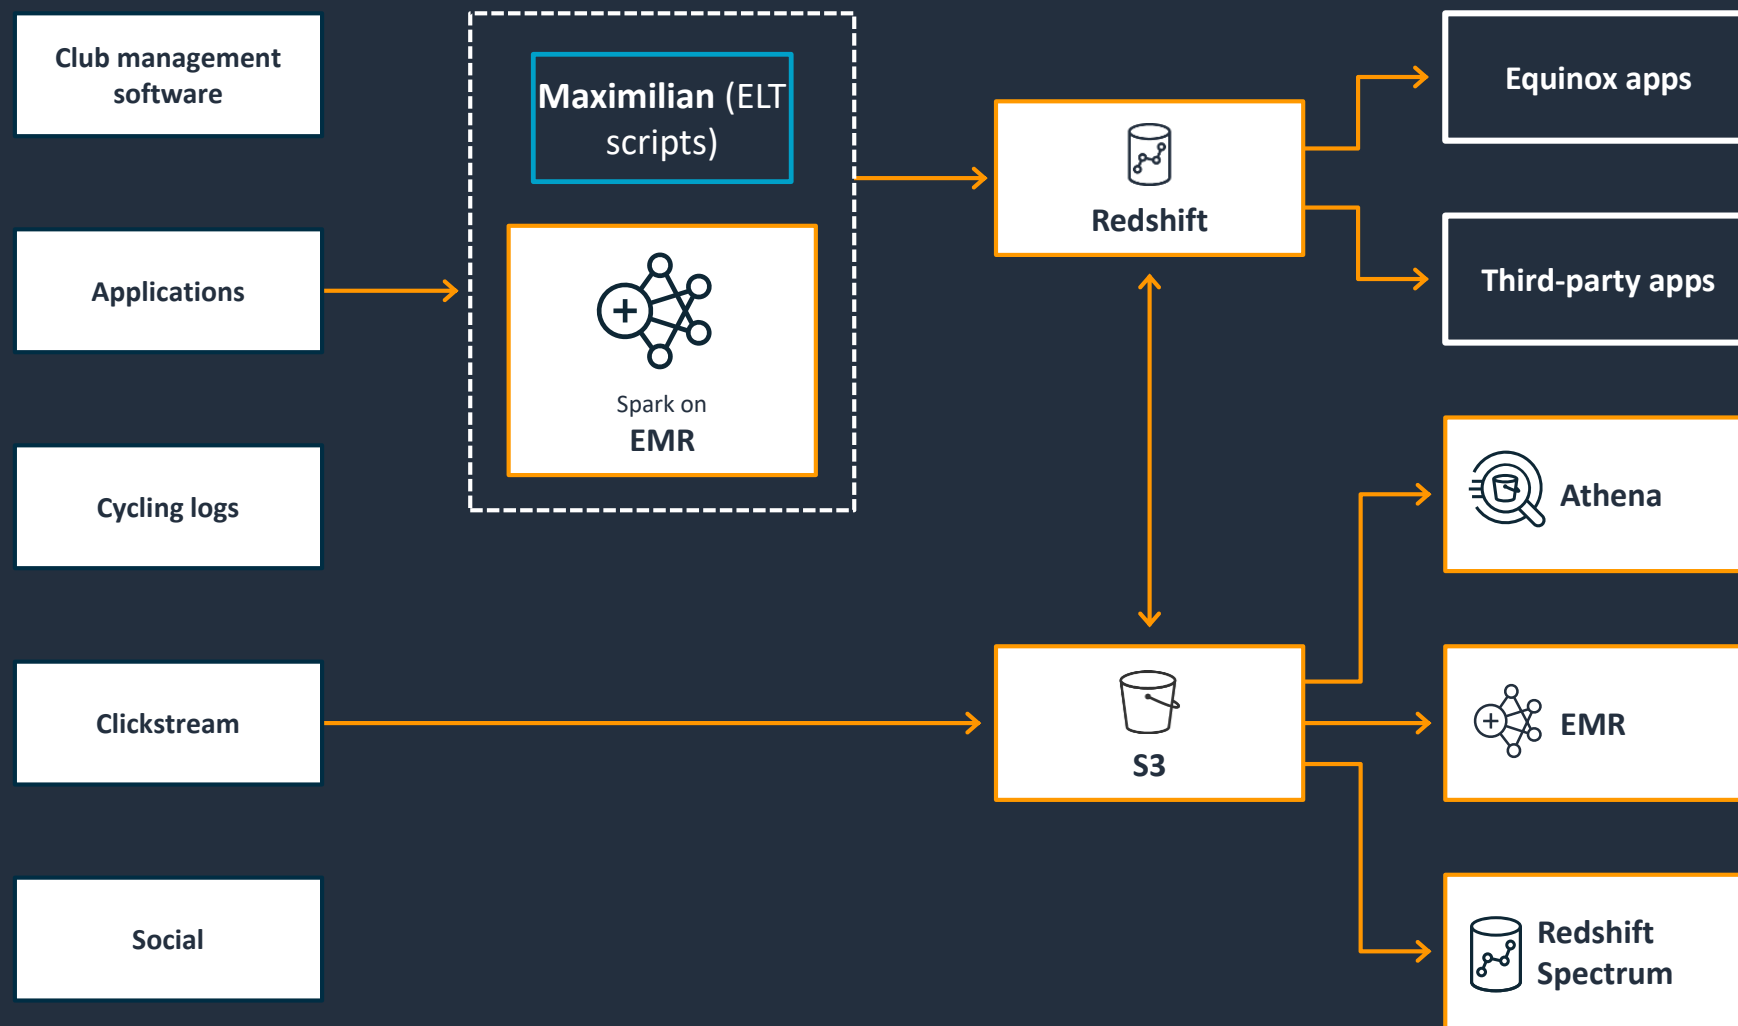 Club management
software
Applications
Cycling logs
Clickstream
Social
Maximilian (ELT
scripts)
Spark on
EMR
Redshift
S3
Equinox apps
Third-party apps
Athena
EMR
Redshift
Spectrum